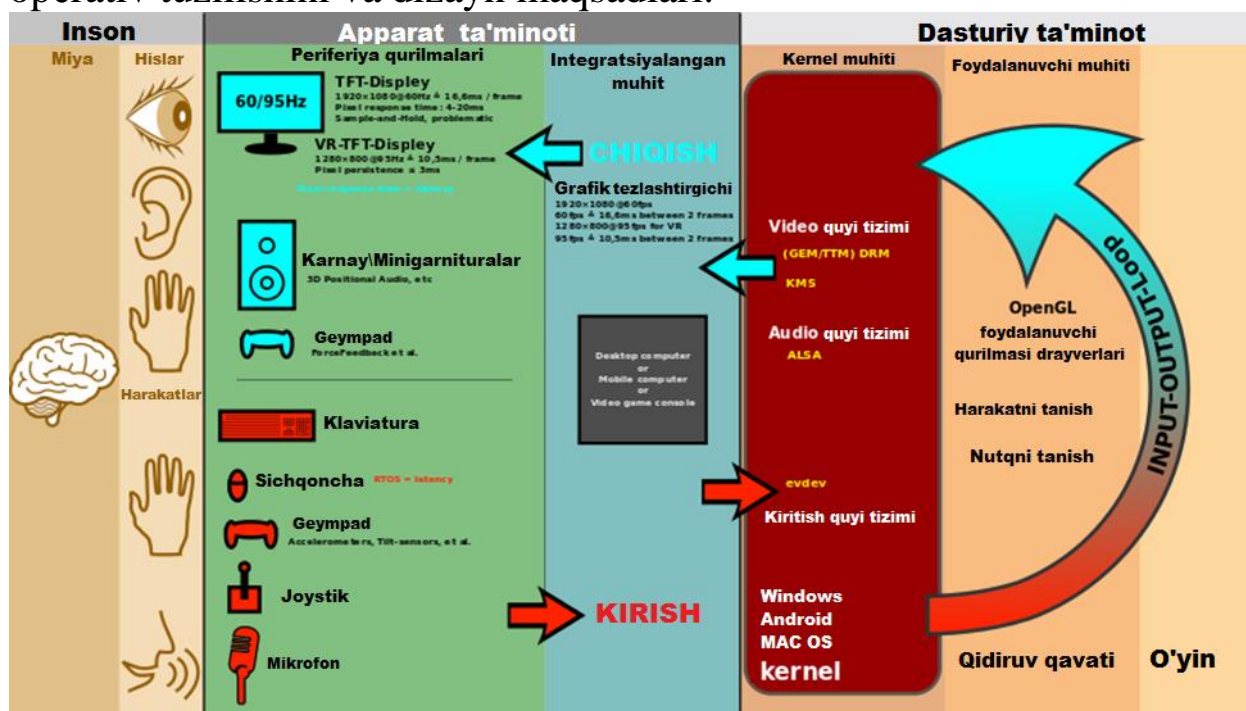 operativ tuzilishini va dizayn maqsadlari.
Inson
Apparat ta'minoti
Dasturiy ta'minot
Miya
Hislar
Periferiya qurilmalari
Integratsiyalangan
muhit
Kernel muhiti
Foydalanuvchi muhiti
60/95Hz
TFT-Displey
1920×1080@60Hz ≙ 16,6ms / frame
Pixel response time: 4-20ms
Sample-and-Hold, problematic
VR-TFT-Displey
1280×800@95Hz ≙ 10,5ms / frame
Pixel persistence ≤ 3ms
CHIQISH
Grafik tezlashtirgichi
1920×1080@60fps
60fps ≙ 16,6ms between 2 frames
1280×800@95fps for VR
95fps ≙ 10,5ms between 2 frames
Karnay\Minigarnituralar
3D Positional Audio, etc
Geympad
ForceFeedback et al.
Harakatlar
Klaviatura
Sichqoncha
RTOS = latency
Geympad
Accelerometers, Tilt-sensors, et al.
Joystik
Mikrofon
Desktop computer
or
Mobile computer
or
Video game console
KIRISH
Video quyi tizimi
(GEM/TTM) DRM
KMS
Audio quyi tizimi
ALSA
evdev
Kiritish quyi tizimi
Windows
Android
MAC OS
kernel
OpenGL
foydalanuvchi
qurilmasi drayverlari
Harakatni tanish
Nutqni tanish
Qidiruv qavati
INPUT-OUTPUT-Loop
O'yin